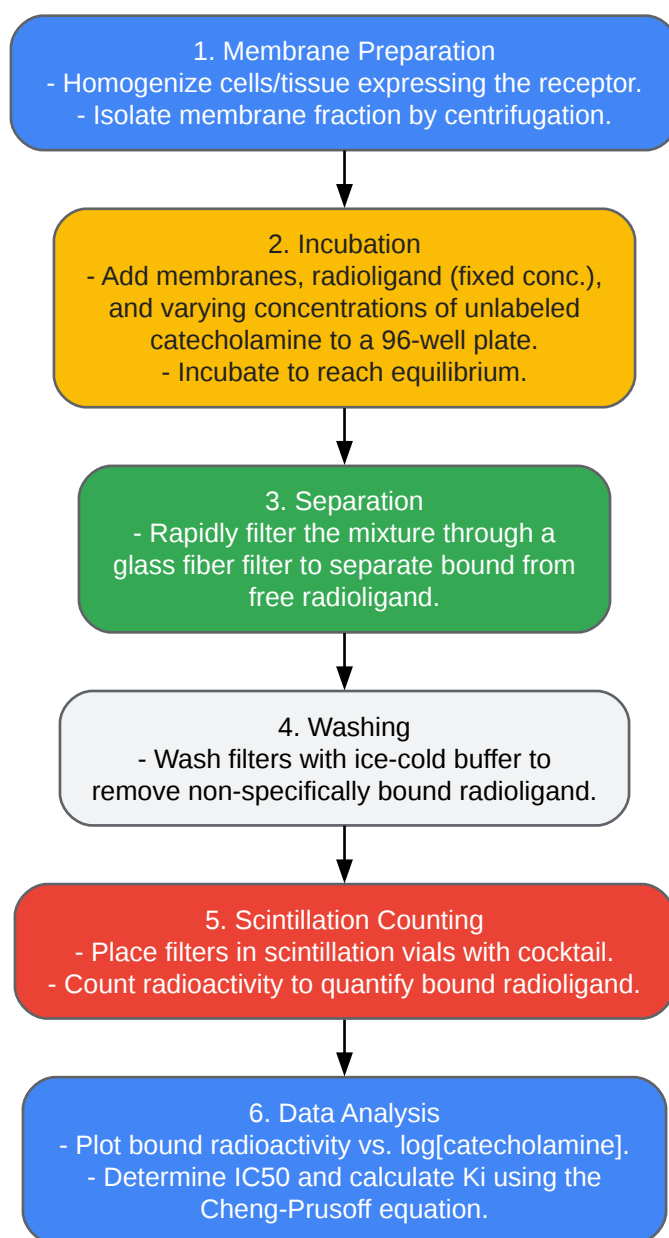 1. Membrane Preparation
- Homogenize cells/tissue expressing the receptor.
- Isolate membrane fraction by centrifugation.
2. Incubation
- Add membranes, radioligand (fixed conc.),
and varying concentrations of unlabeled
catecholamine to a 96-well plate.
- Incubate to reach equilibrium.
3. Separation
- Rapidly filter the mixture through a
glass fiber filter to separate bound from
free radioligand.
4. Washing
- Wash filters with ice-cold buffer to
remove non-specifically bound radioligand.
5. Scintillation Counting
- Place filters in scintillation vials with cocktail.
- Count radioactivity to quantify bound radioligand.
6. Data Analysis
- Plot bound radioactivity vs. log[catecholamine].
- Determine IC50 and calculate Ki using the
Cheng-Prusoff equation.